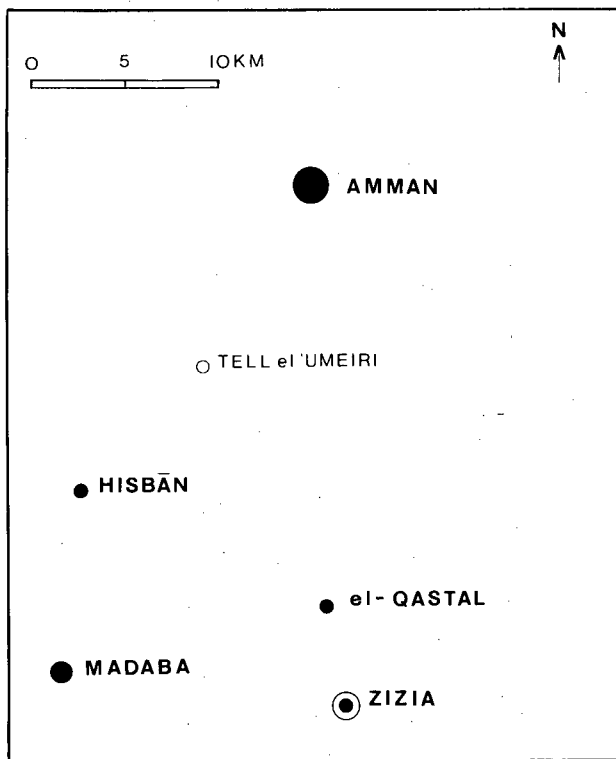 N
0 5 10KM
AMMAN
TELL el 'UMEIRI
HISBĀN
el-QASTAL
MADABA
ZIZIA